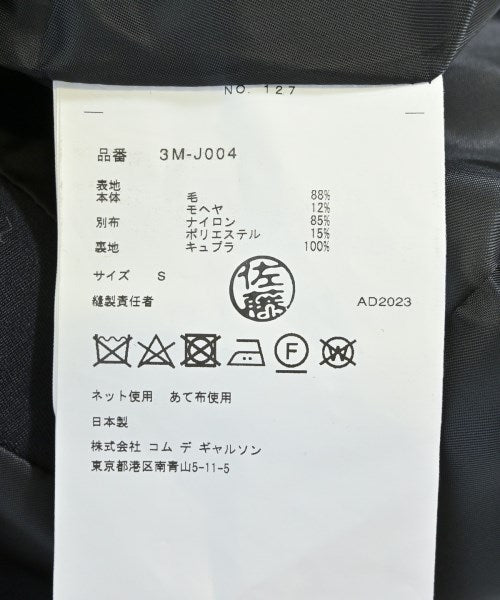 NO. 127
品番 3M-J004
表地
本体 毛 88%
モヘヤ 12%
別布 ナイロン 85%
ポリエステル 15%
裏地 キュプラ 100%
サイズ S
佐藤
縫製責任者 AD2023
F W
ネット使用 あて布使用
日本製
株式会社 コム デ ギャルソン
東京都港区南青山5-11-5